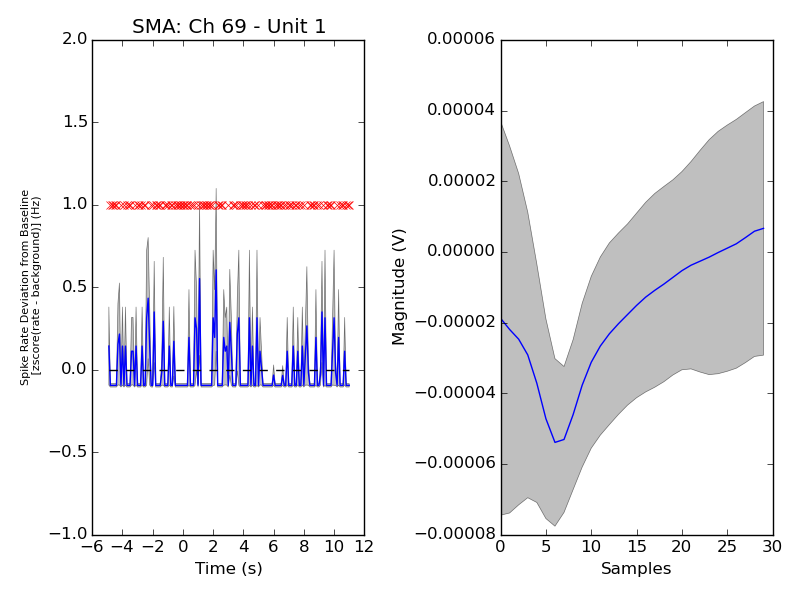 SMA: Ch 69 - Unit 1
2.0
1.5
1.0
0.5
0.0
−0.5
−1.0
−6 −4 −2 0 2 4 6 8 10 12
Time (s)
Spike Rate Deviation from Baseline
[zscore(rate - background)] (Hz)
0.00006
0.00004
0.00002
0.00000
−0.00002
−0.00004
−0.00006
−0.00008
0 5 10 15 20 25 30
Samples
Magnitude (V)